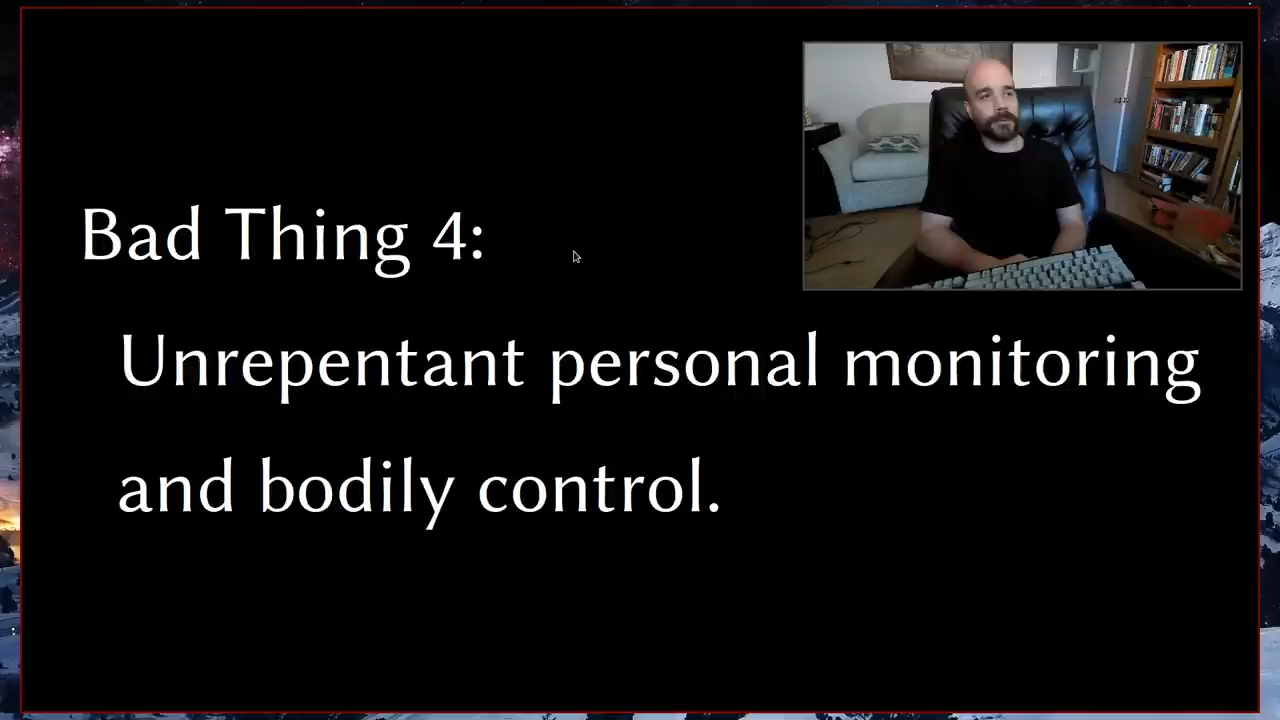 Bad Thing 4:
Unrepentant personal monitoring
and bodily control.